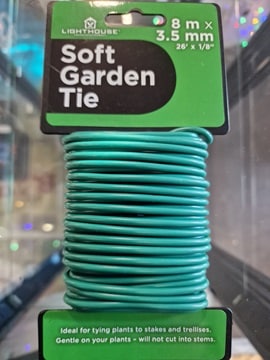 LIGHTHOUSE
8 m x
3.5 mm
26' x 1/8"
Soft
Garden
Tie
Ideal for tying plants to stakes and trellises.
Gentle on your plants – will not cut into stems.